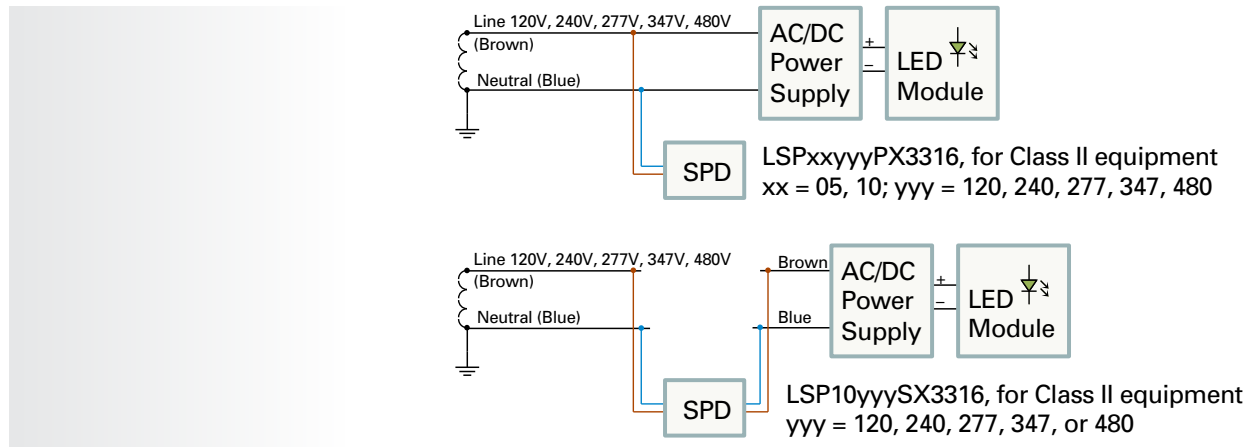 Line 120V, 240V, 277V, 347V, 480V
(Brown)
Neutral (Blue)
AC/DC
Power
Supply
+
–
LED
Module
SPD
LSPxxyyyPX3316, for Class II equipment
xx = 05, 10; yyy = 120, 240, 277, 347, 480
Line 120V, 240V, 277V, 347V, 480V
(Brown)
Neutral (Blue)
Brown
Blue
AC/DC
Power
Supply
+
–
LED
Module
SPD
LSP10yyySX3316, for Class II equipment
yyy = 120, 240, 277, 347, or 480